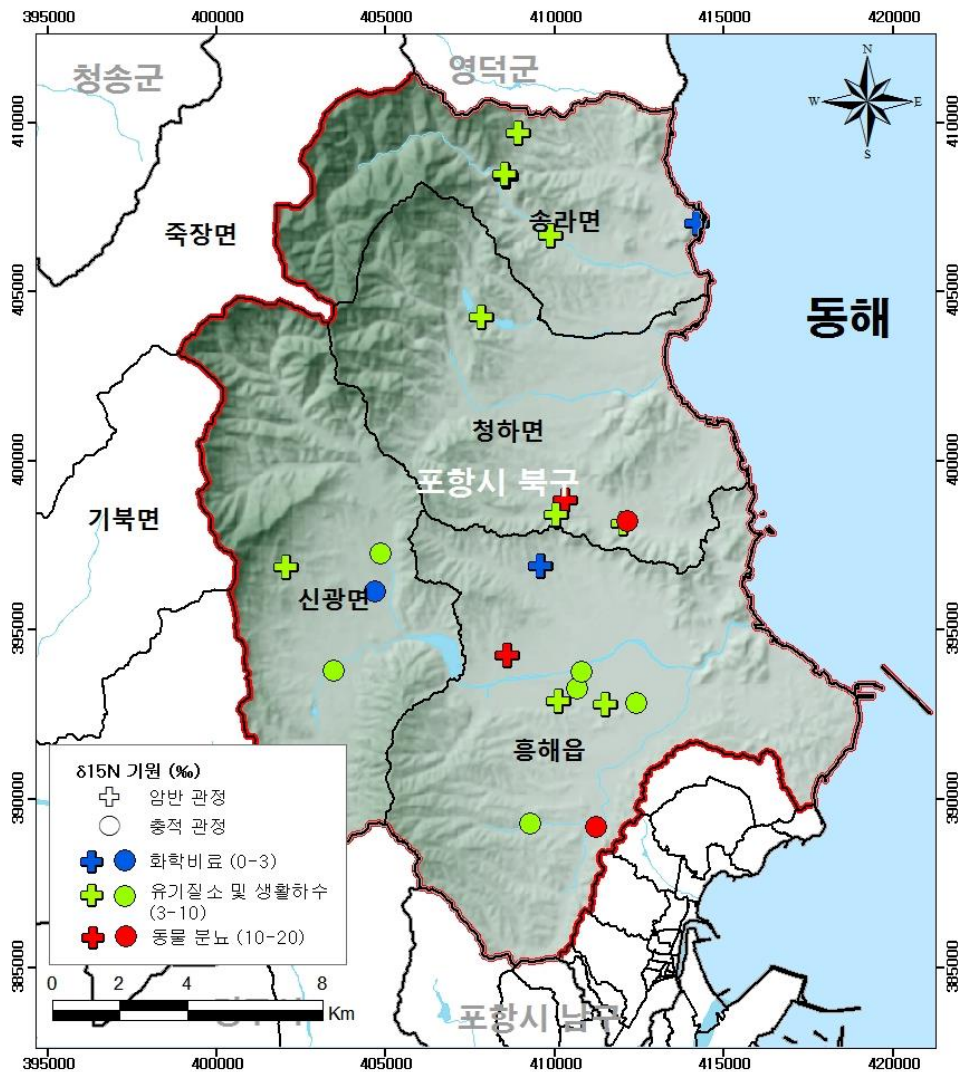 395000 400000 405000 410000 415000 420000
청송군
영덕군
N
W E
S
410000 410000
송라면
죽장면
405000 405000
동해
청하면
400000 400000
포항시 북구
기북면
신광면
395000 395000
흥해읍
δ15N 기원 (‰)
암반 관정
충적 관정
화학비료 (0-3)
유기질소 및 생활하수
(3-10)
동물 분뇨 (10-20)
390000 390000
385000 385000
0 2 4 8
Km
포항시 남구
395000 400000 405000 410000 415000 420000